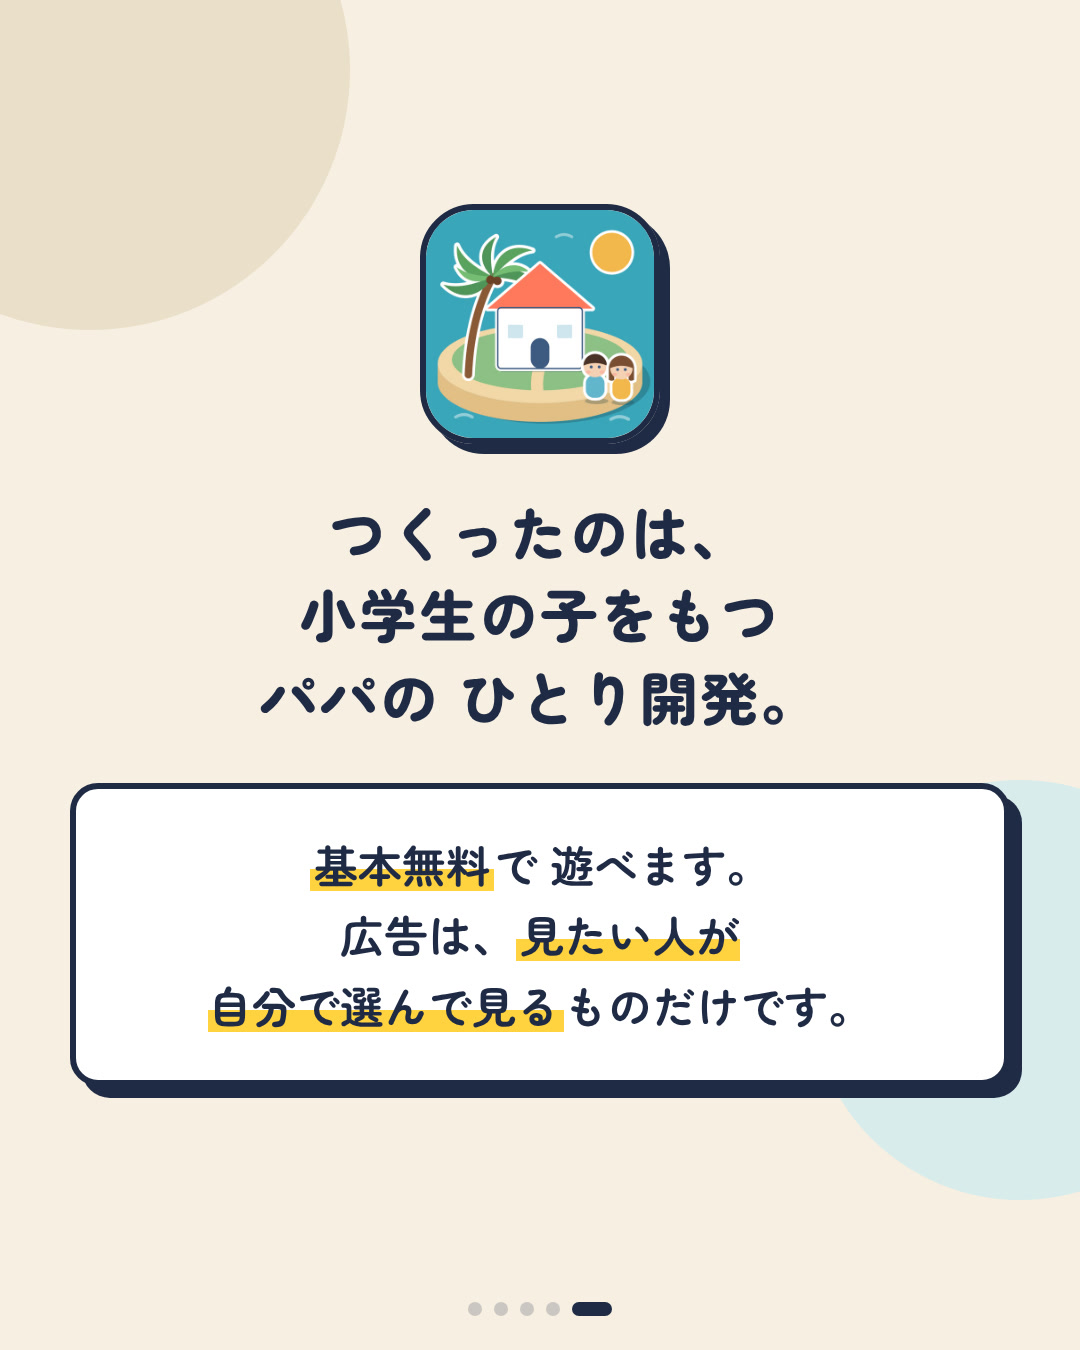 つくったのは、
小学生の子をもつ
パパの ひとり開発。
基本無料で 遊べます。
広告は、見たい人が
自分で選んで見るものだけです。